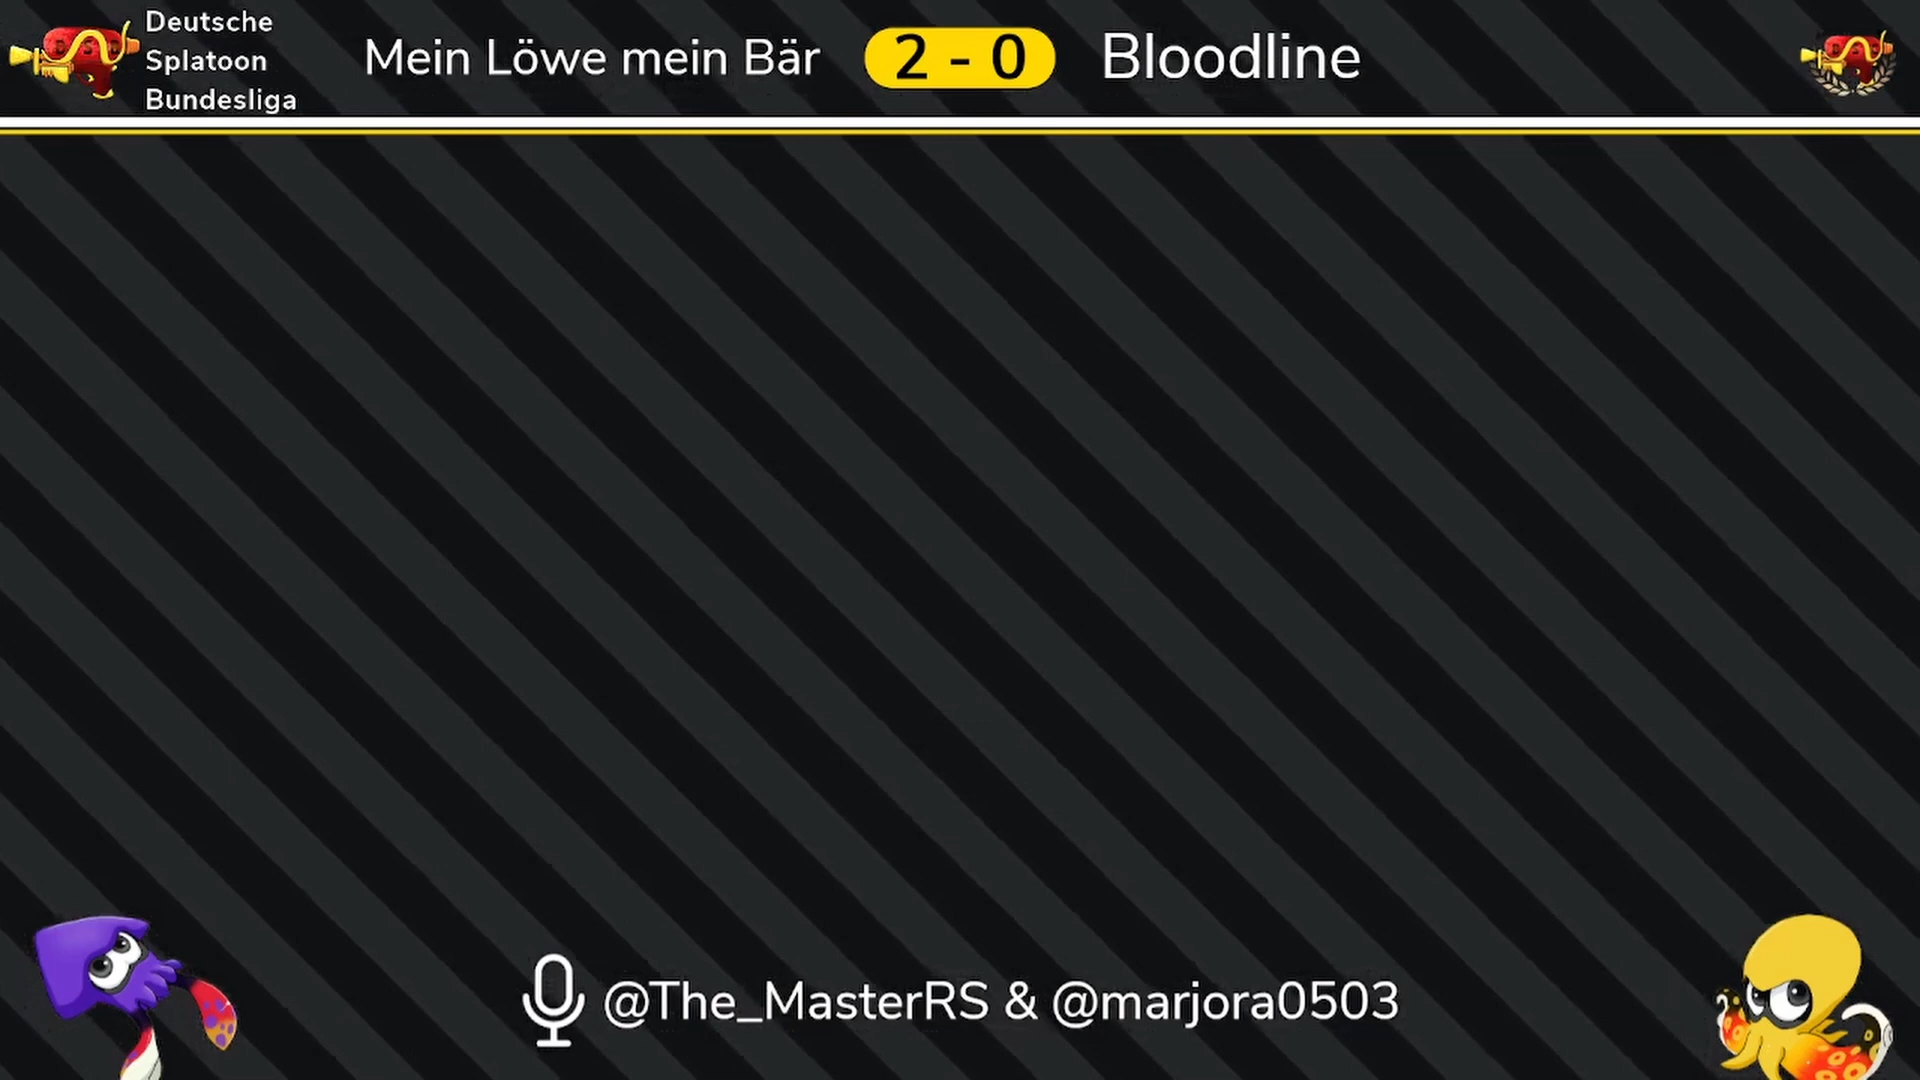 Deutsche
Splatoon
Bundesliga
Mein Löwe mein Bär 2 - 0 Bloodline
@The_MasterRS & @marjora0503